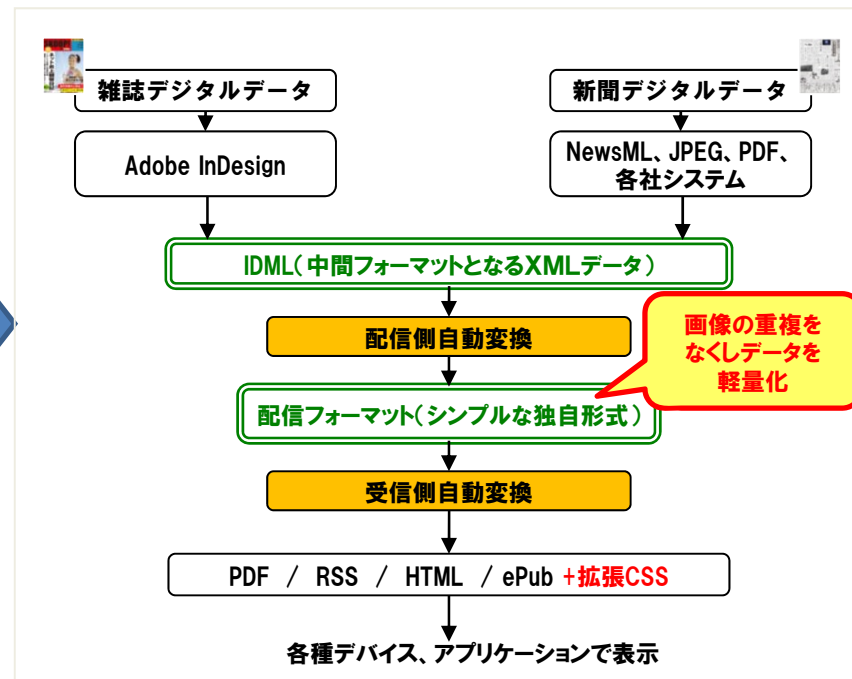 雑誌デジタルデータ
新聞デジタルデータ
Adobe InDesign
NewsML、JPEG、PDF、
各社システム
IDML(中間フォーマットとなるXMLデータ)
配信側自動変換
画像の重複を
なくしデータを
軽量化
配信フォーマット(シンプルな独自形式)
受信側自動変換
PDF / RSS / HTML / ePub +拡張CSS
各種デバイス、アプリケーションで表示